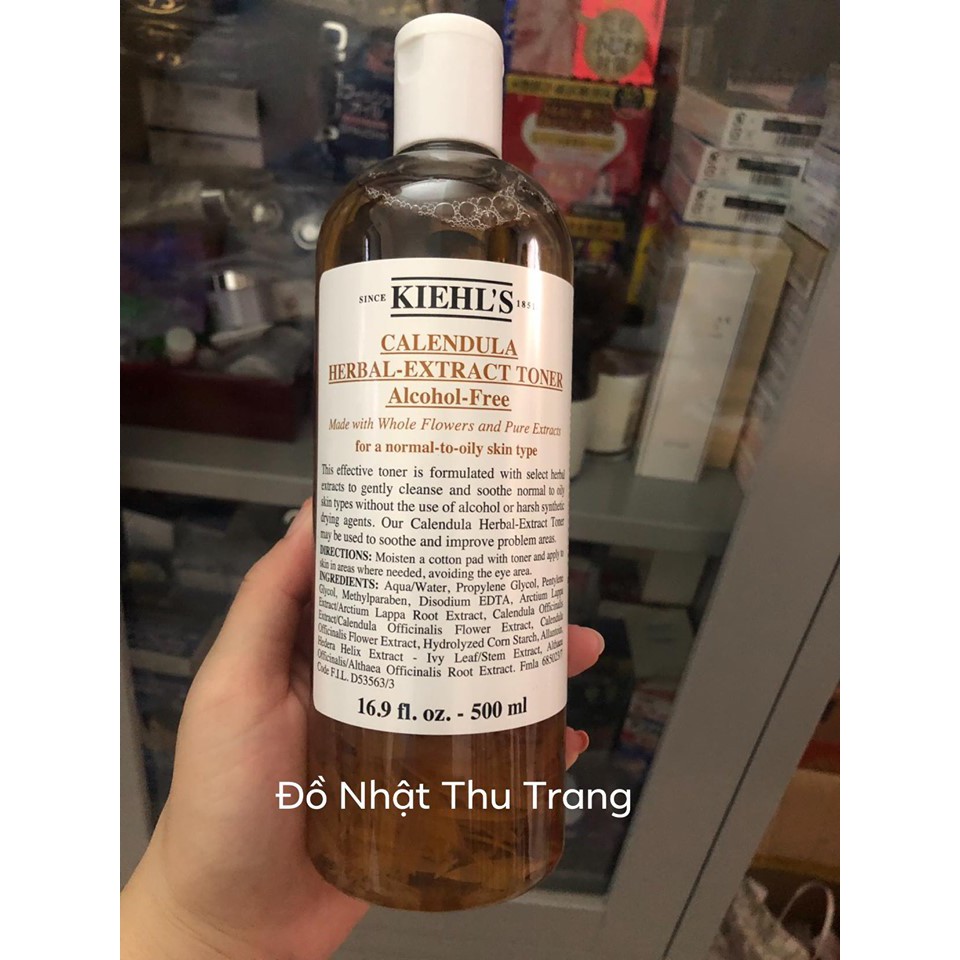 SINCE KIEHL'S 1851
CALENDULA
HERBAL-EXTRACT TONER
Alcohol-Free
Made with Whole Flowers and Pure Extracts
for a normal-to-oily skin type
This effective toner is formulated with select herbal
extracts to gently cleanse and soothe normal to oily
skin types without the use of alcohol or harsh synthetic
drying agents. Our Calendula Herbal-Extract Toner
may be used to soothe and improve problem areas.
DIRECTIONS: Moisten a cotton pad with toner and apply to
skin in areas where needed, avoiding the eye area.
INGREDIENTS: Aqua/Water, Propylene Glycol, Pentylene
Glycol, Methylparaben, Disodium EDTA, Arctium Lappa
Extract/Arctium Lappa Root Extract, Calendula Officinalis
Extract/Calendula Officinalis Flower Extract, Calendula
Officinalis Flower Extract, Hydrolyzed Corn Starch, Allantoin,
Hedera Helix Extract - Ivy Leaf/Stem Extract, Althaea
Officinalis/Althaea Officinalis Root Extract. Fmla
Code F.I.L. D53563/3
16.9 fl. oz. - 500 ml
Đồ Nhật Thu Trang